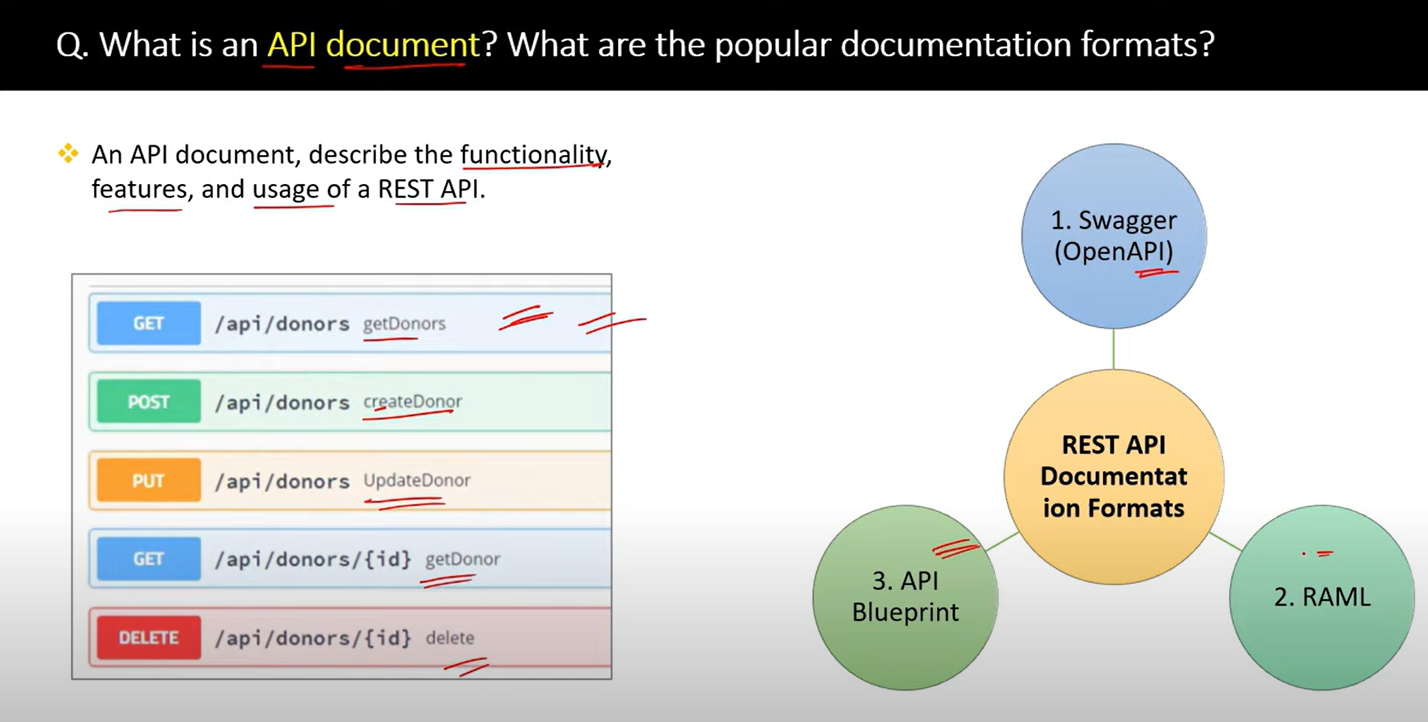 Q. What is an API document? What are the popular documentation formats?
An API document, describe the functionality,
features, and usage of a REST API.
GET /api/donors getDonors
POST /api/donors createDonor
PUT /api/donors UpdateDonor
GET /api/donors/{id} getDonor
DELETE /api/donors/{id} delete
1. Swagger
(OpenAPI)
REST API
Documentat
ion Formats
3. API
Blueprint
2. RAML